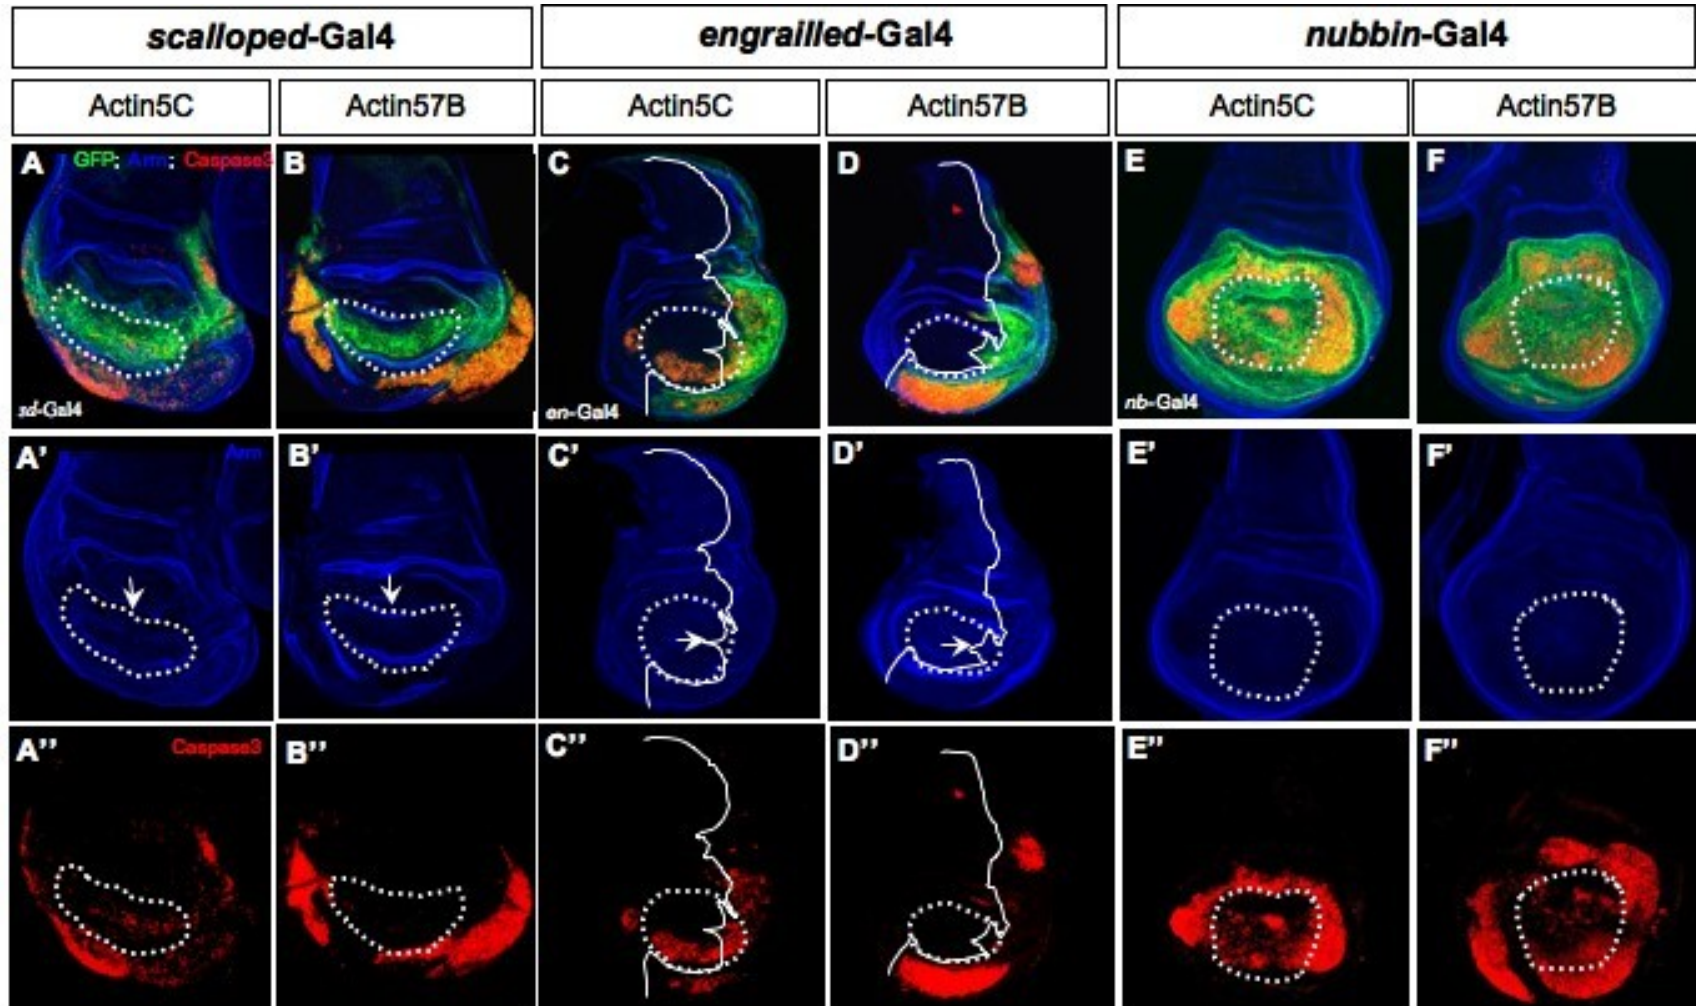 scalloped-Gal4 engrailled-Gal4 nubbin-Gal4
Actin5C Actin57B Actin5C Actin57B Actin5C Actin57B
A GFP; Arm; Caspase3 B C D E F
sd-Gal4 en-Gal4 nb-Gal4
A' Arm B' C' D' E' F'
A'' Caspase3 B'' C'' D'' E'' F''